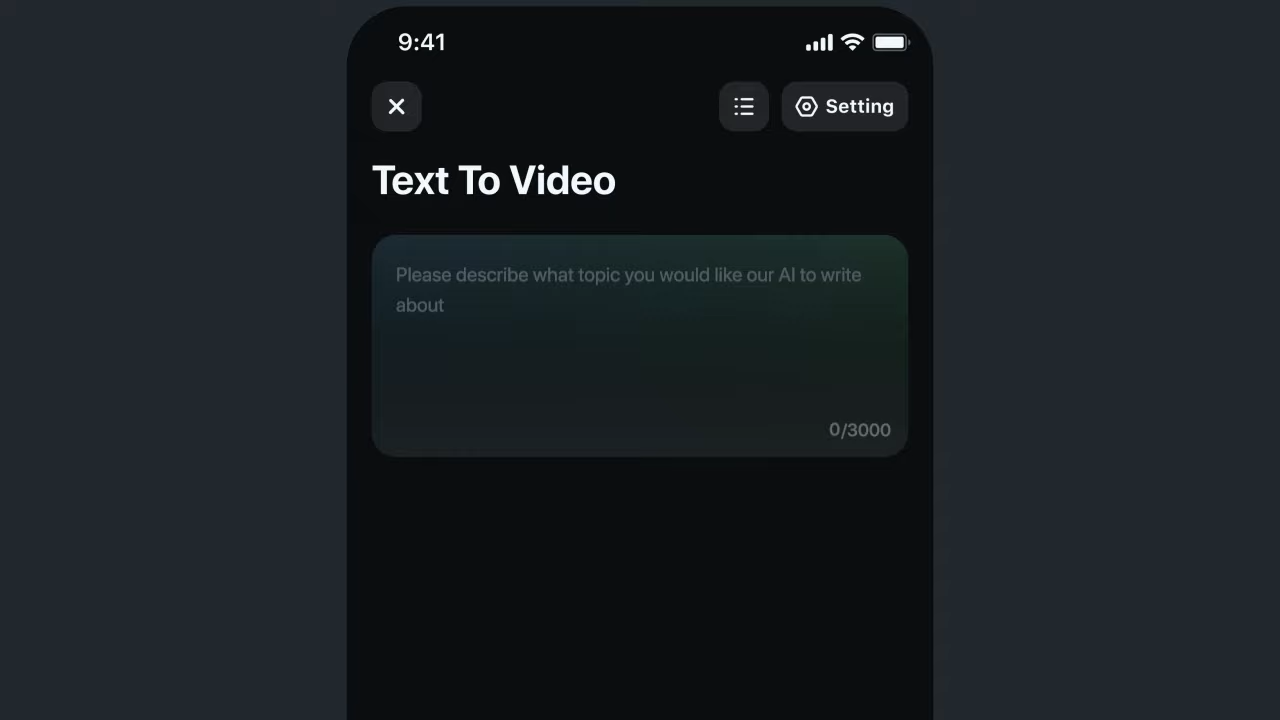 9:41
Setting
Text To Video
Please describe what topic you would like our AI to write
about
0/3000